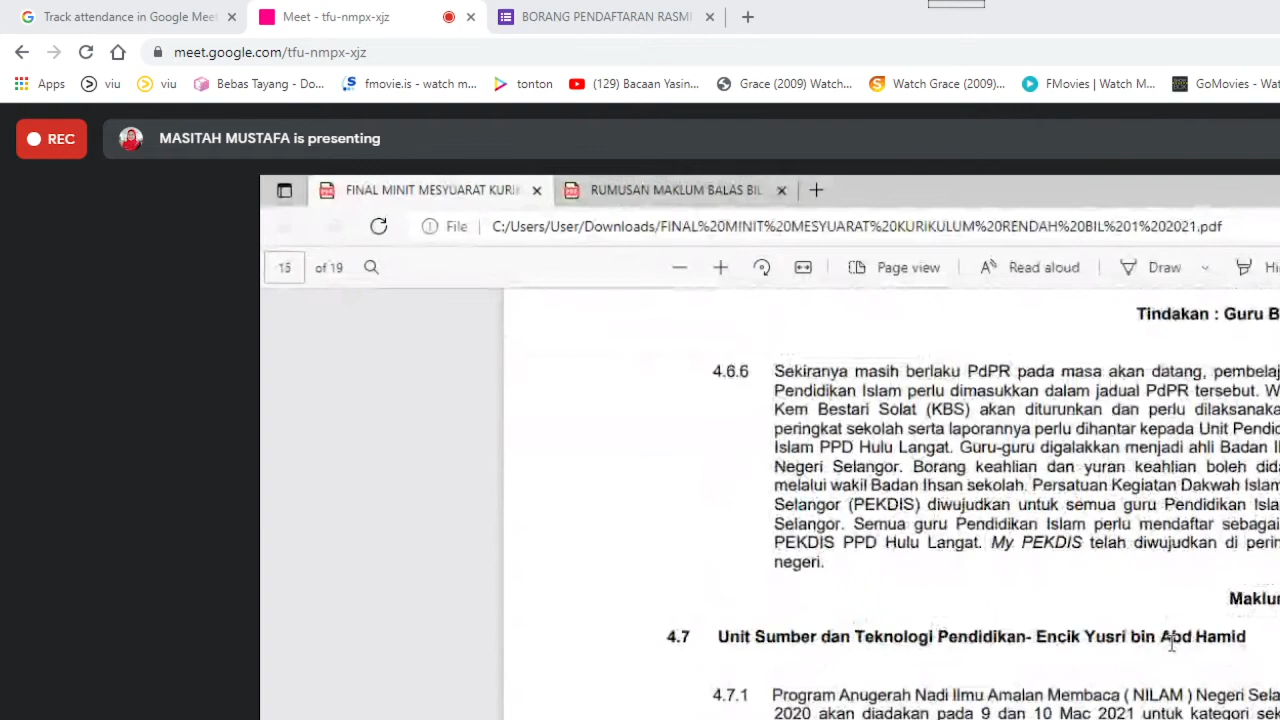 Track attendance in Google Meet
Meet - tfu-nmpx-xjz
BORANG PENDAFTARAN RASMI
meet.google.com/tfu-nmpx-xjz
Apps viu viu Bebas Tayang - Do... fmovie.is - watch m... tonton (129) Bacaan Yasin... Grace (2009) Watch... Watch Grace (2009)... FMovies | Watch M... GoMovies - Wat
REC
MASITAH MUSTAFA is presenting
FINAL MINIT MESYUARAT KURIK
RUMUSAN MAKLUM BALAS BIL
File C:/Users/User/Downloads/FINAL%20MINIT%20MESYUARAT%20KURIKULUM%20RENDAH%20BIL%201%202021.pdf
15 of 19 Page view Read aloud Draw
Tindakan : Guru B
4.6.6 Sekiranya masih berlaku PdPR pada masa akan datang, pembelaj
Pendidikan Islam perlu dimasukkan dalam jadual PdPR tersebut. W
Kem Bestari Solat (KBS) akan diturunkan dan perlu dilaksanaka
peringkat sekolah serta laporannya perlu dihantar kepada Unit Pendid
Islam PPD Hulu Langat. Guru-guru digalakkan menjadi ahli Badan I
Negeri Selangor. Borang keahlian dan yuran keahlian boleh dida
melalui wakil Badan Ihsan sekolah. Persatuan Kegiatan Dakwah Islam
Selangor (PEKDIS) diwujudkan untuk semua guru Pendidikan Isla
Selangor. Semua guru Pendidikan Islam perlu mendaftar sebagai
PEKDIS PPD Hulu Langat. My PEKDIS telah diwujudkan di perin
negeri.
Maklum
4.7 Unit Sumber dan Teknologi Pendidikan- Encik Yusri bin Abd Hamid
4.7.1 Program Anugerah Nadi Ilmu Amalan Membaca ( NILAM ) Negeri Sela
2020 akan diadakan pada 9 dan 10 Mac 2021 untuk kategori sek